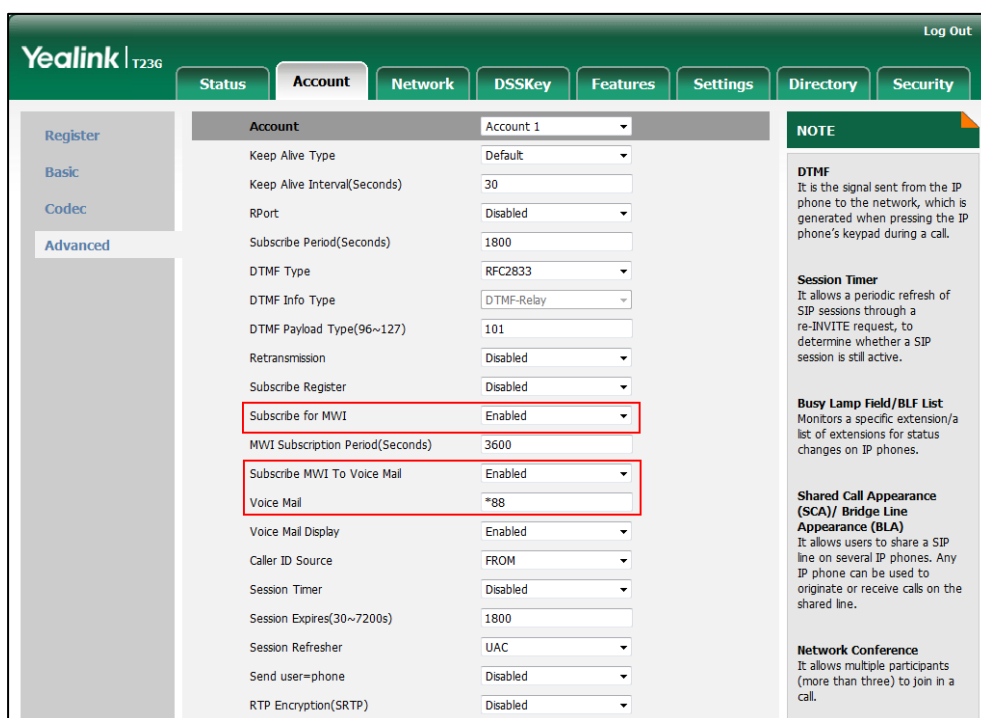 Log Out
Yealink T23G
Status Account Network DSSKey Features Settings Directory Security
Register
Basic
Codec
Advanced
Account Account 1
Keep Alive Type Default
Keep Alive Interval(Seconds) 30
RPort Disabled
Subscribe Period(Seconds) 1800
DTMF Type RFC2833
DTMF Info Type DTMF-Relay
DTMF Payload Type(96~127) 101
Retransmission Disabled
Subscribe Register Disabled
Subscribe for MWI Enabled
MWI Subscription Period(Seconds) 3600
Subscribe MWI To Voice Mail Enabled
Voice Mail *88
Voice Mail Display Enabled
Caller ID Source FROM
Session Timer Disabled
Session Expires(30~7200s) 1800
Session Refresher UAC
Send user=phone Disabled
RTP Encryption(SRTP) Disabled
NOTE
DTMF
It is the signal sent from the IP
phone to the network, which is
generated when pressing the IP
phone's keypad during a call.
Session Timer
It allows a periodic refresh of
SIP sessions through a
re-INVITE request, to
determine whether a SIP
session is still active.
Busy Lamp Field/BLF List
Monitors a specific extension/a
list of extensions for status
changes on IP phones.
Shared Call Appearance
(SCA)/ Bridge Line
Appearance (BLA)
It allows users to share a SIP
line on several IP phones. Any
IP phone can be used to
originate or receive calls on the
shared line.
Network Conference
It allows multiple participants
(more than three) to join in a
call.